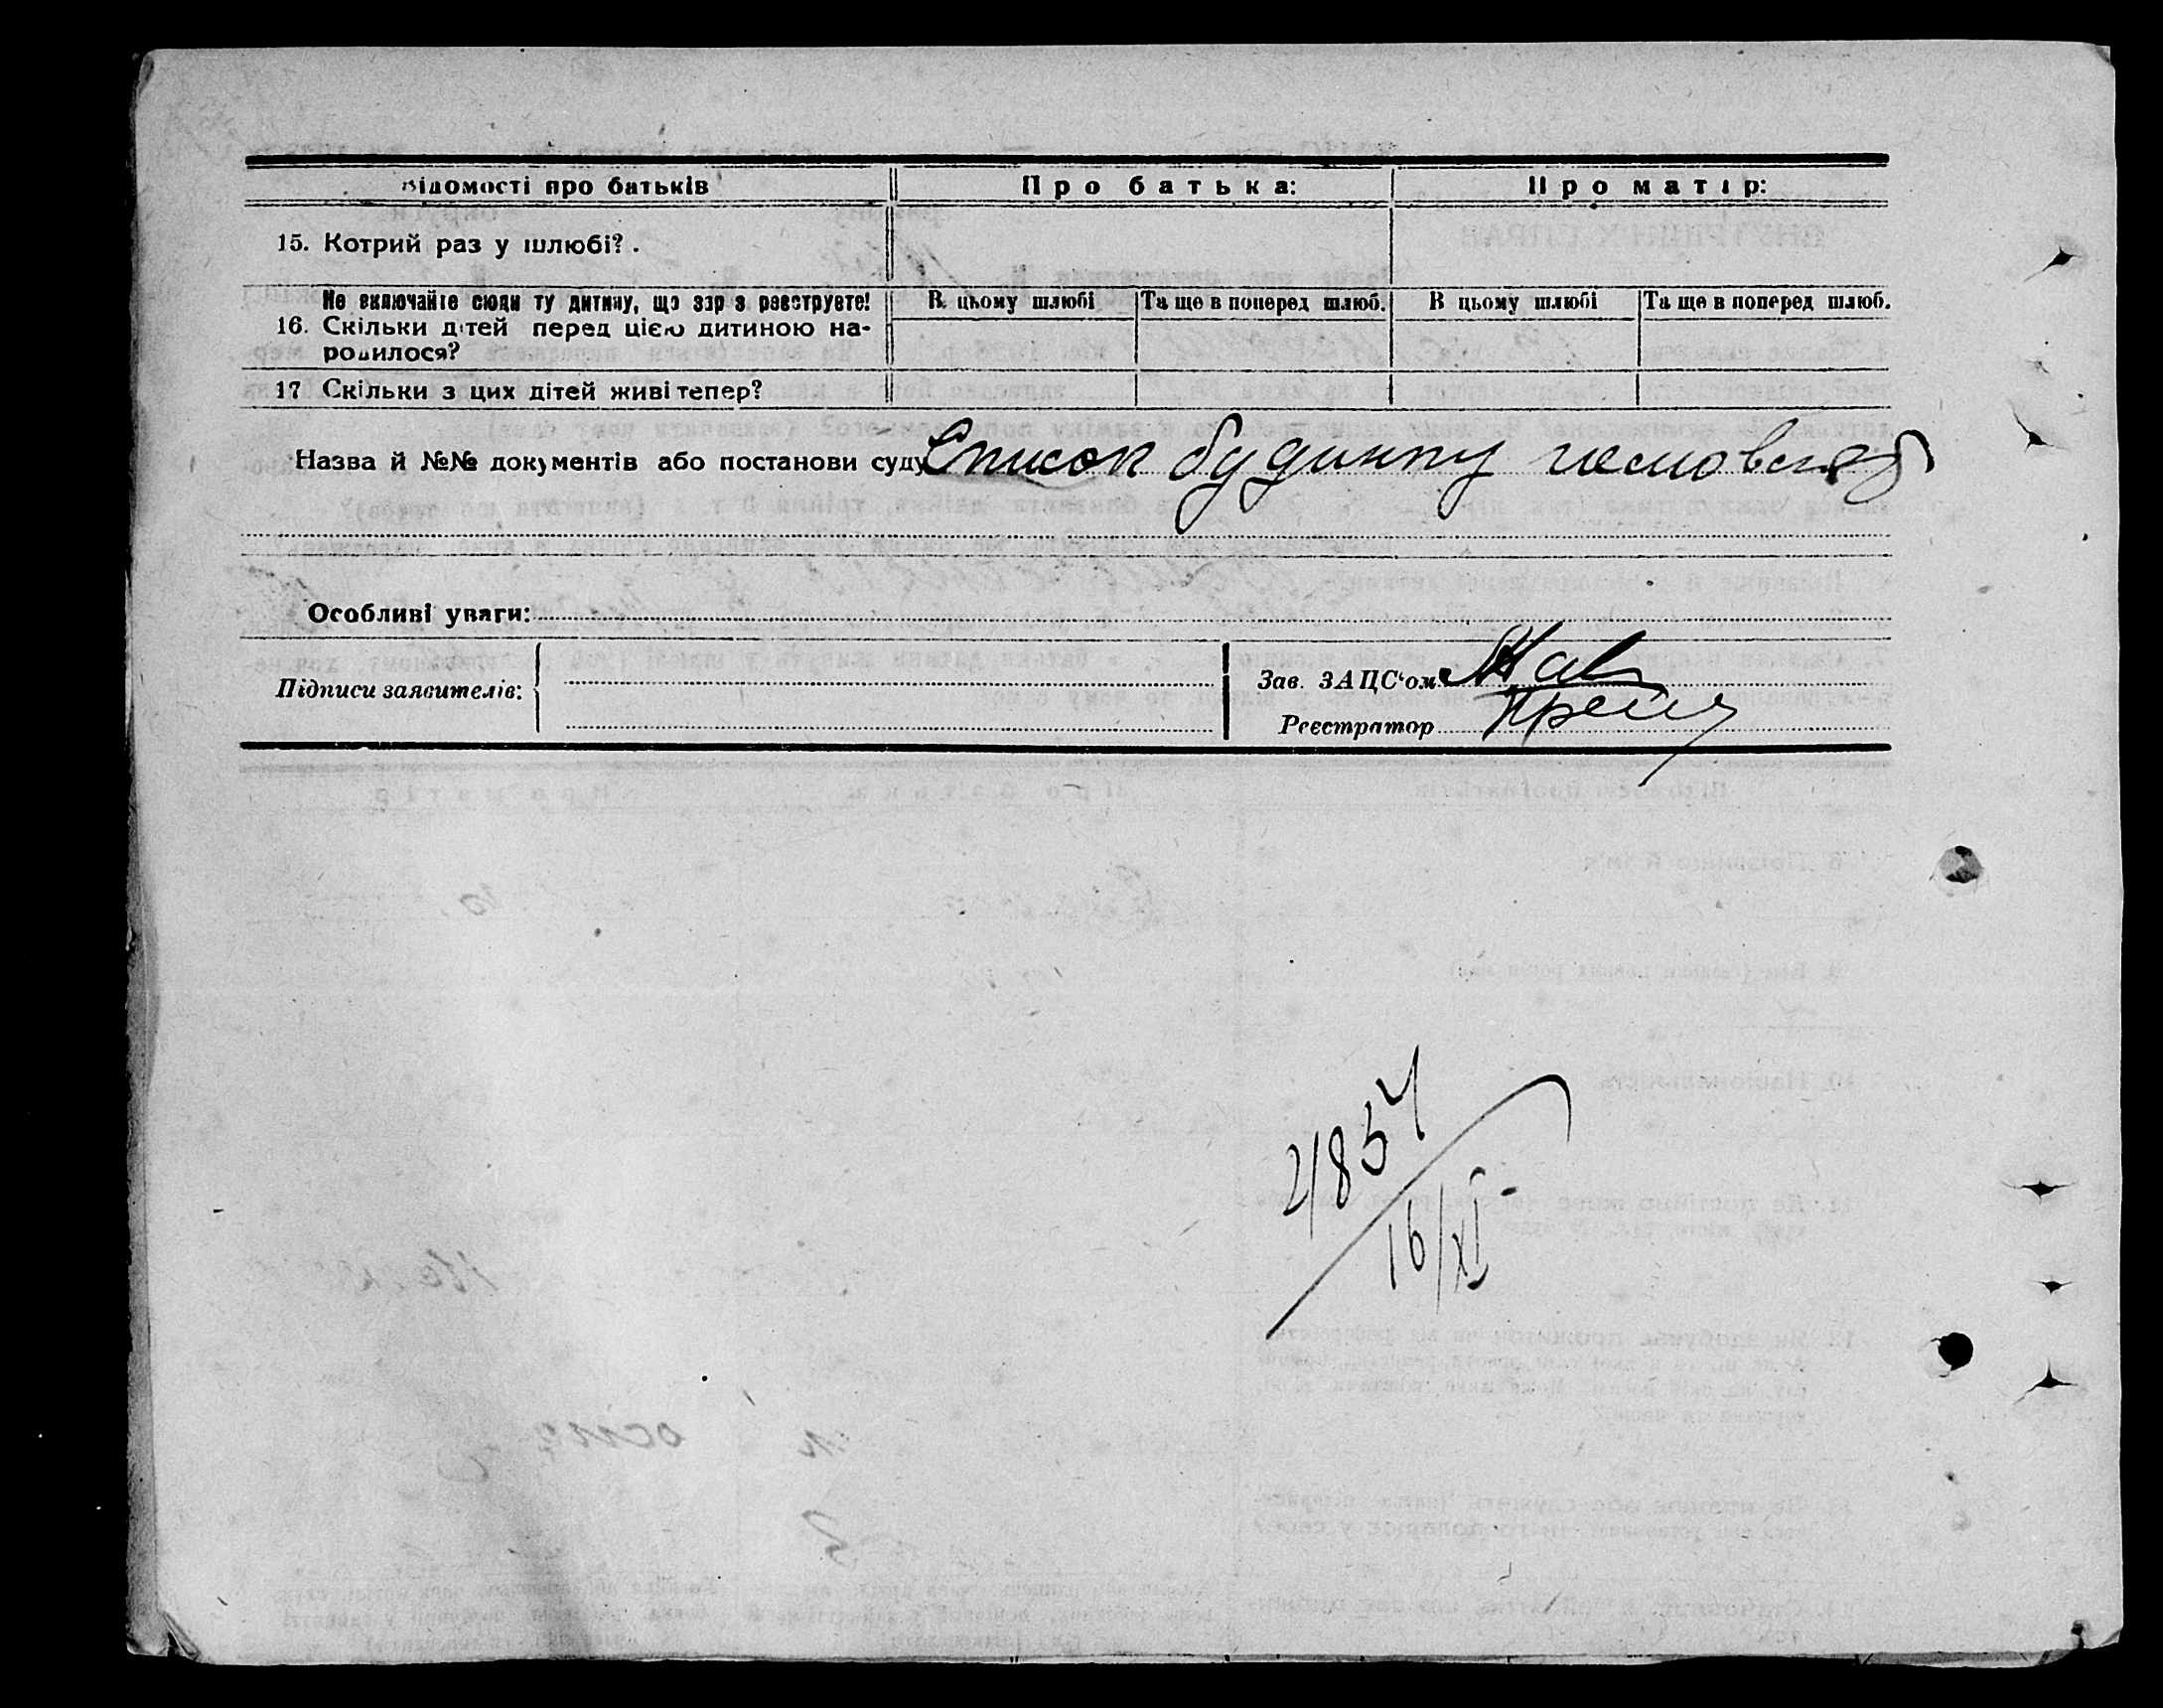 Відомості про батьків Про батька: Про матір:
15. Котрий раз у шлюбі?
Не включайте сюди ту дитину, що зараз реєструєте! В цьому шлюбі Та ще в поперед шлюб. В цьому шлюбі Та ще в поперед шлюб.
16. Скільки дітей перед цією дитиною на-
родилося?
17 Скільки з цих дітей живі тепер?
Назва й №№ документів або постанови суду Список будинку
Особливі уваги:
Підписи заявителів: Зав. ЗАЦС'ом
Реєстратор
21857
16/XI